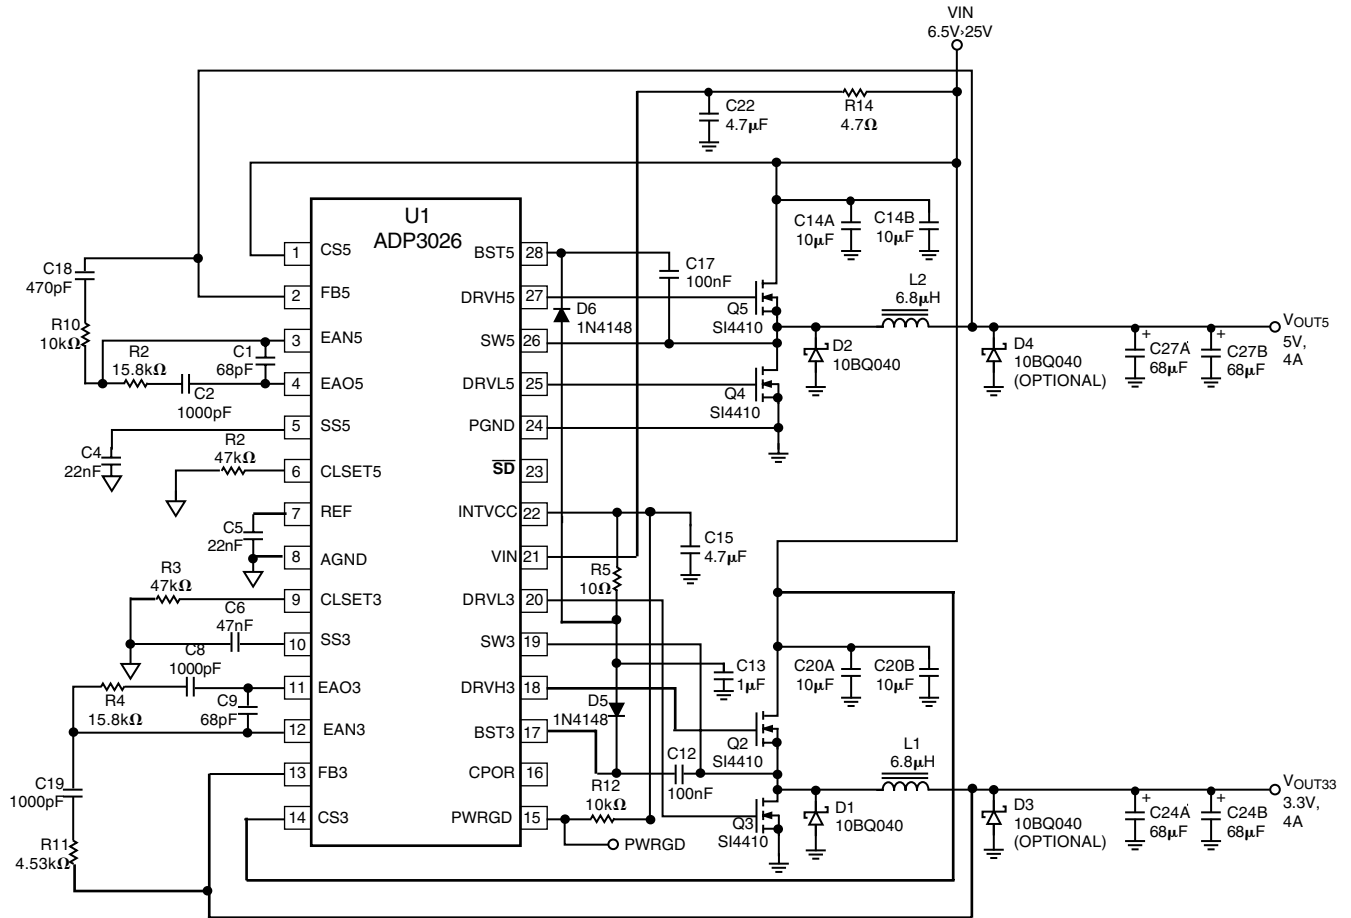 VIN
6.5V›25V
C22
4.7µF
R14
4.7Ω
U1
ADP3026
C14A
10µF
C14B
10µF
C18
470pF
R10
10kΩ
R2
15.8kΩ
C1
68pF
C2
1000pF
C4
22nF
R2
47kΩ
C5
22nF
R3
47kΩ
C6
47nF
C8
1000pF
R4
15.8kΩ
C9
68pF
C19
1000pF
R11
4.53kΩ
1 CS5
2 FB5
3 EAN5
4 EAO5
5 SS5
6 CLSET5
7 REF
8 AGND
9 CLSET3
10 SS3
11 EAO3
12 EAN3
13 FB3
14 CS3
BST5 28
DRVH5 27
SW5 26
DRVL5 25
PGND 24
SD 23
INTVCC 22
VIN 21
DRVL3 20
SW3 19
DRVH3 18
BST3 17
CPOR 16
PWRGD 15
C17
100nF
D6
1N4148
Q5
SI4410
L2
6.8µH
D2
10BQ040
Q4
SI4410
D4
10BQ040
(OPTIONAL)
+
C27A
68µF
+
C27B
68µF
VOUT5
5V,
4A
C15
4.7µF
R5
10Ω
C13
1µF
D5
1N4148
C20A
10µF
C20B
10µF
Q2
SI4410
L1
6.8µH
C12
100nF
R12
10kΩ
PWRGD
Q3
SI4410
D1
10BQ040
D3
10BQ040
(OPTIONAL)
+
C24A
68µF
+
C24B
68µF
VOUT33
3.3V,
4A